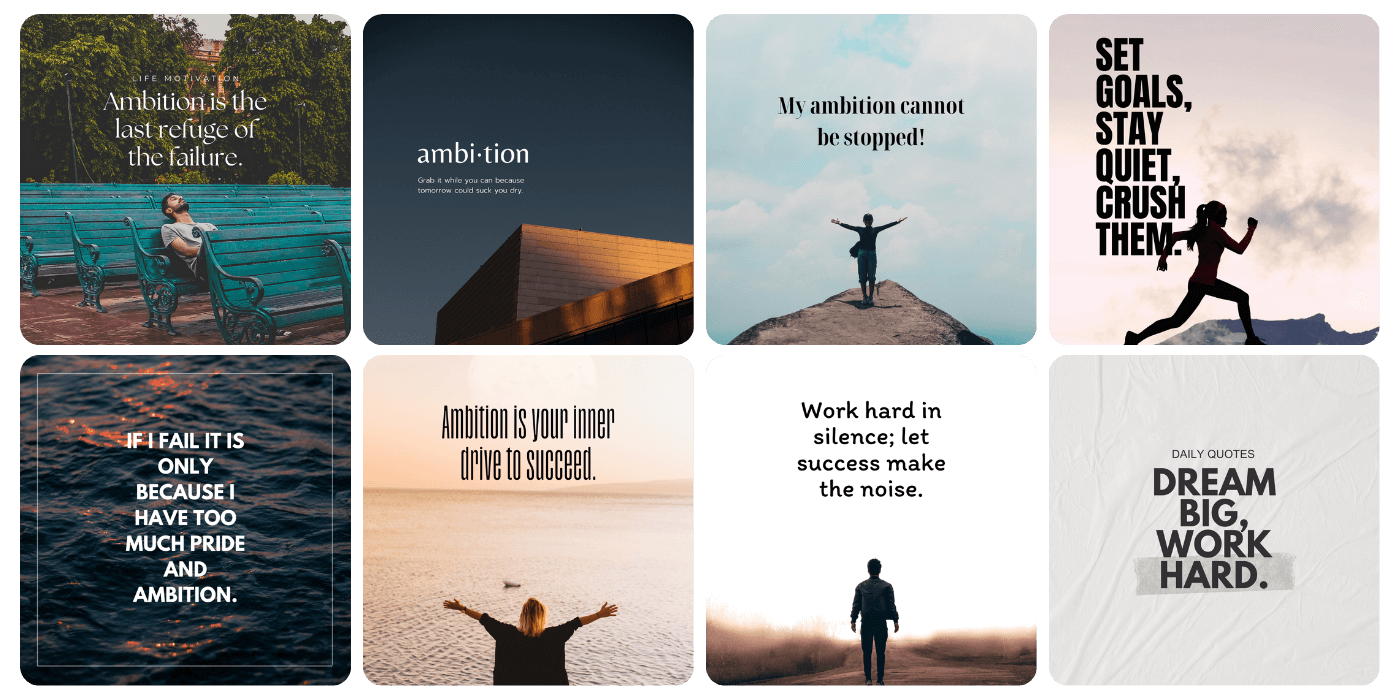 LIFE MOTIVATION
Ambition is the
last refuge of
the failure.
ambi·tion
Grab it while you can because
tomorrow could suck you dry.
My ambition cannot
be stopped!
SET
GOALS,
STAY
QUIET,
CRUSH
THEM.
IF I FAIL IT IS
ONLY
BECAUSE I
HAVE TOO
MUCH PRIDE
AND
AMBITION.
Ambition is your inner
drive to succeed.
Work hard in
silence; let
success make
the noise.
DAILY QUOTES
DREAM
BIG,
WORK
HARD.